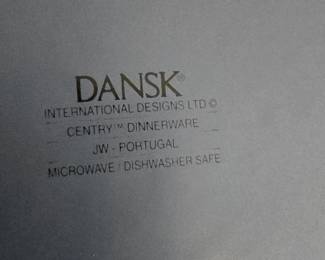 DANSK®
INTERNATIONAL DESIGNS LTD ©
CENTRY™ DINNERWARE
JW - PORTUGAL
MICROWAVE / DISHWASHER SAFE